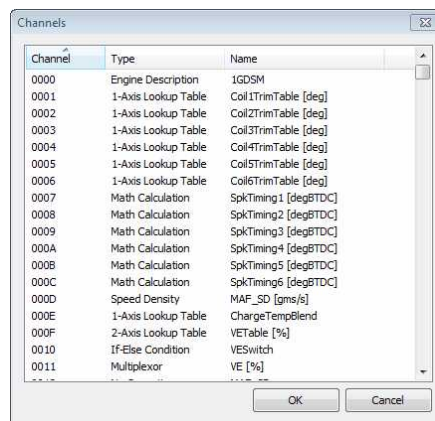 Channels
Channel Type Name
0000 Engine Description 1GDSM
0001 1-Axis Lookup Table Coil1TrimTable [deg]
0002 1-Axis Lookup Table Coil2TrimTable [deg]
0003 1-Axis Lookup Table Coil3TrimTable [deg]
0004 1-Axis Lookup Table Coil4TrimTable [deg]
0005 1-Axis Lookup Table Coil5TrimTable [deg]
0006 1-Axis Lookup Table Coil6TrimTable [deg]
0007 Math Calculation SpkTiming1 [degBTDC]
0008 Math Calculation SpkTiming2 [degBTDC]
0009 Math Calculation SpkTiming3 [degBTDC]
000A Math Calculation SpkTiming4 [degBTDC]
000B Math Calculation SpkTiming5 [degBTDC]
000C Math Calculation SpkTiming6 [degBTDC]
000D Speed Density MAF_SD [gms/s]
000E 1-Axis Lookup Table ChargeTempBlend
000F 2-Axis Lookup Table VETable [%]
0010 If-Else Condition VESwitch
0011 Multiplexor VE [%]
OK Cancel